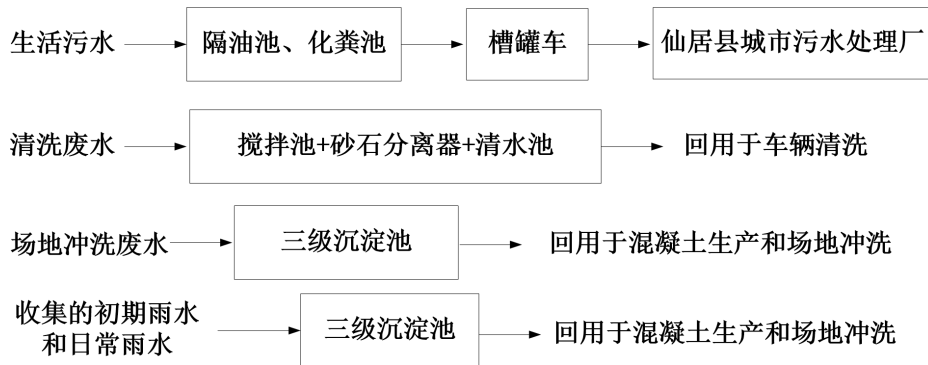 生活污水
隔油池、化粪池
槽罐车
仙居县城市污水处理厂
清洗废水
搅拌池+砂石分离器+清水池
回用于车辆清洗
场地冲洗废水
三级沉淀池
回用于混凝土生产和场地冲洗
收集的初期雨水
和日常雨水
三级沉淀池
回用于混凝土生产和场地冲洗